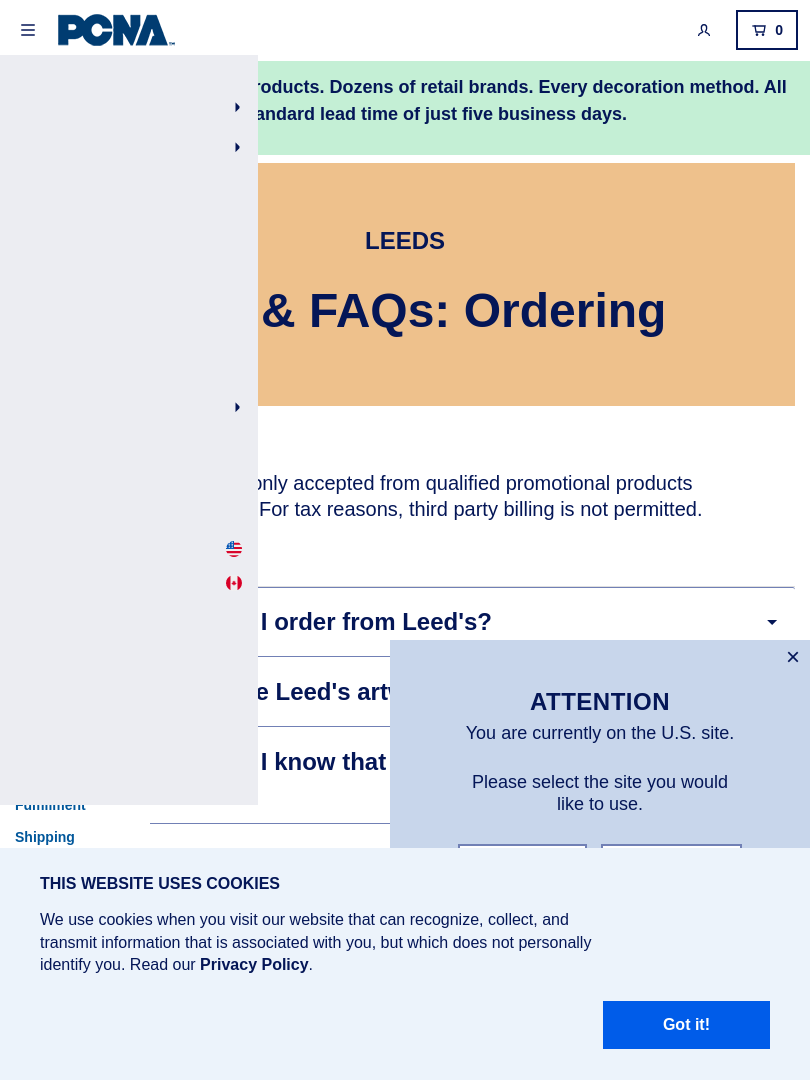 PCNA™
0
roducts. Dozens of retail brands. Every decoration method. All
andard lead time of just five business days.
LEEDS
& FAQs: Ordering
only accepted from qualified promotional products
For tax reasons, third party billing is not permitted.
I order from Leed's?
e Leed's artw
I know that
Fulfillment
Shipping
×
ATTENTION
You are currently on the U.S. site.
Please select the site you would
like to use.
THIS WEBSITE USES COOKIES
We use cookies when you visit our website that can recognize, collect, and
transmit information that is associated with you, but which does not personally
identify you. Read our Privacy Policy.
Got it!